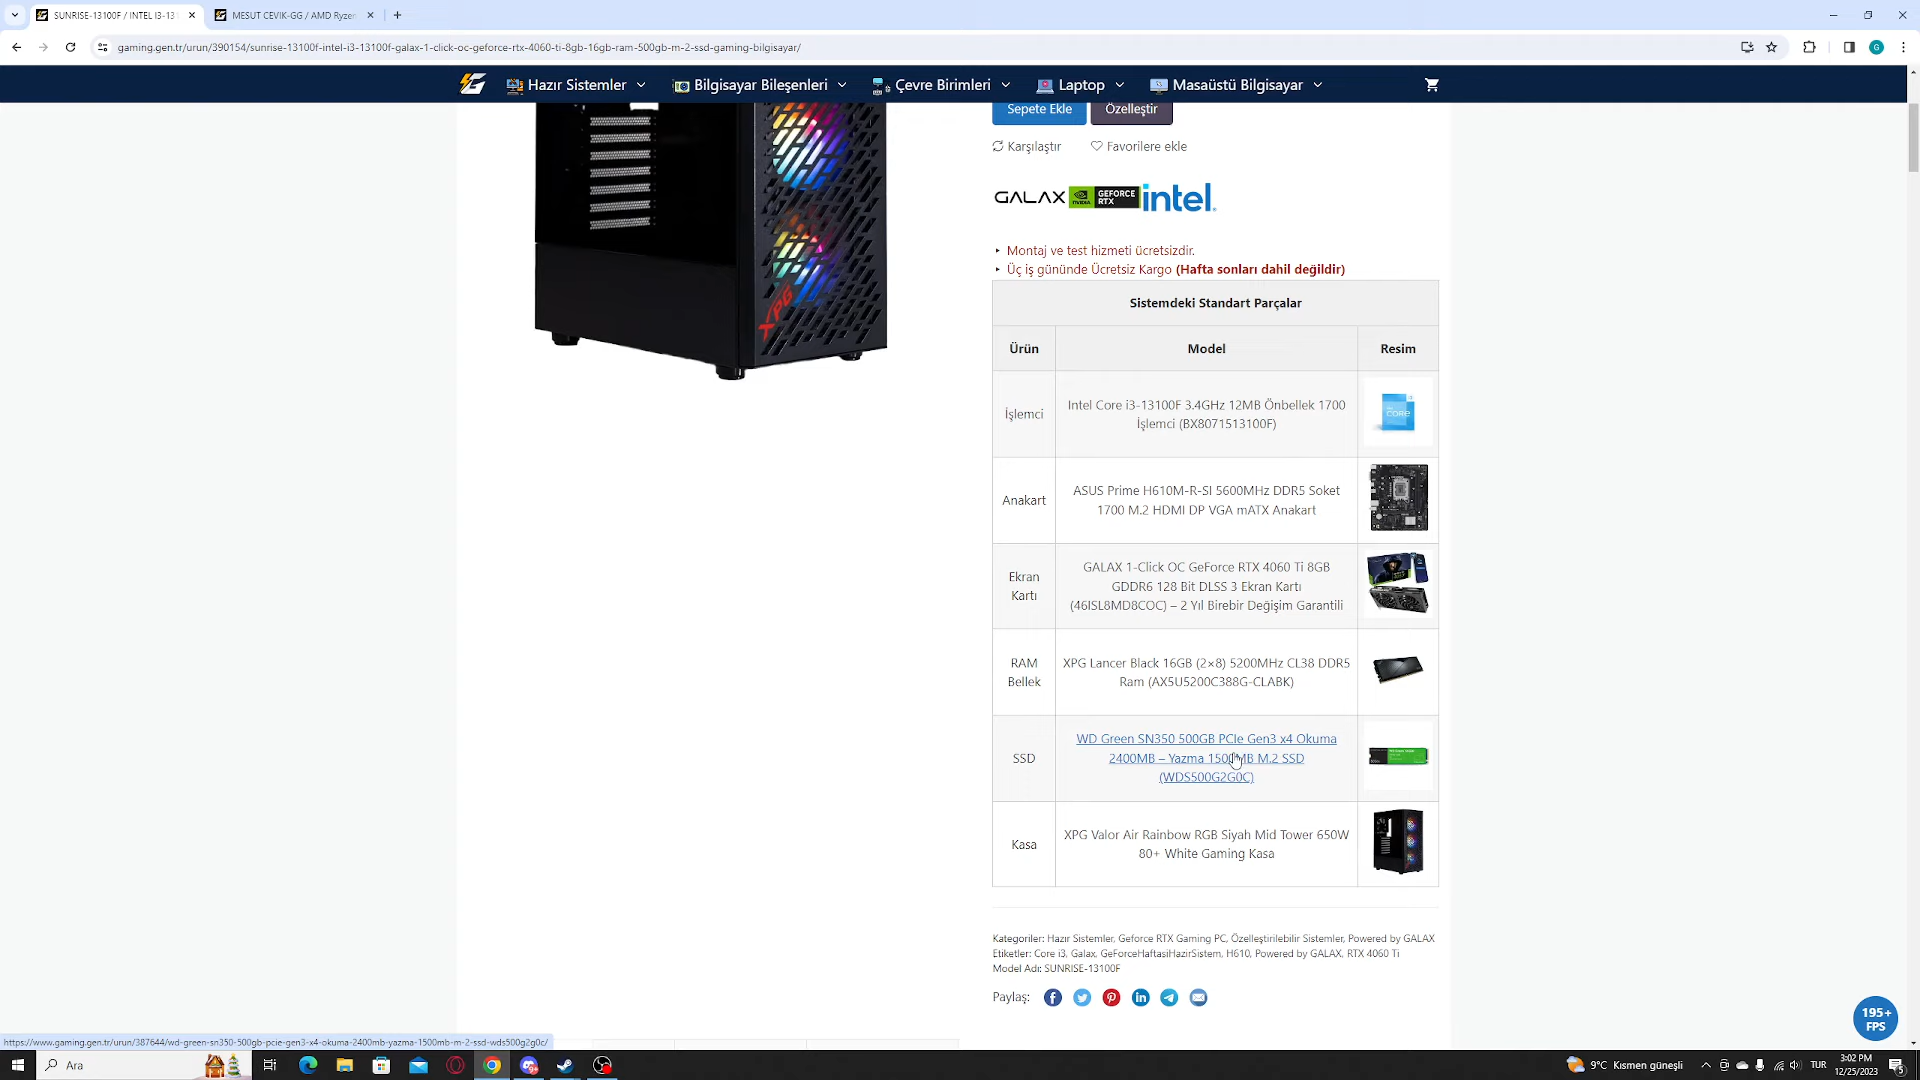 SUNRISE-13100F / INTEL I3-131
MESUT CEVIK-GG / AMD Ryzen
gaming.gen.tr/urun/390154/sunrise-13100f-intel-i3-13100f-galax-1-click-oc-geforce-rtx-4060-ti-8gb-16gb-ram-500gb-m-2-ssd-gaming-bilgisayar/
G
Hazır Sistemler
Bilgisayar Bileşenleri
Çevre Birimleri
Laptop
Masaüstü Bilgisayar
Sepete Ekle
Özelleştir
Karşılaştır
Favorilere ekle
GALAX
NVIDIA
GEFORCE
RTX
intel.
Montaj ve test hizmeti ücretsizdir.
Üç iş gününde Ücretsiz Kargo (Hafta sonları dahil değildir)
XPG
Sistemdeki Standart Parçalar
Ürün
Model
Resim
İşlemci
Intel Core i3-13100F 3.4GHz 12MB Önbellek 1700
İşlemci (BX8071513100F)
CORE
Anakart
ASUS Prime H610M-R-SI 5600MHz DDR5 Soket
1700 M.2 HDMI DP VGA mATX Anakart
Ekran
Kartı
GALAX 1-Click OC GeForce RTX 4060 Ti 8GB
GDDR6 128 Bit DLSS 3 Ekran Kartı
(46ISL8MD8COC) – 2 Yıl Birebir Değişim Garantili
RAM
Bellek
XPG Lancer Black 16GB (2×8) 5200MHz CL38 DDR5
Ram (AX5U5200C388G-CLABK)
SSD
WD Green SN350 500GB PCIe Gen3 x4 Okuma
2400MB – Yazma 1500MB M.2 SSD
(WDS500G2G0C)
Kasa
XPG Valor Air Rainbow RGB Siyah Mid Tower 650W
80+ White Gaming Kasa
Kategoriler: Hazır Sistemler, Geforce RTX Gaming PC, Özelleştirilebilir Sistemler, Powered by GALAX
Etiketler: Core i3, Galax, GeForceHaftasiHazirSistem, H610, Powered by GALAX, RTX 4060 Ti
Model Adı: SUNRISE-13100F
Paylaş:
195+
FPS
https://www.gaming.gen.tr/urun/387644/wd-green-sn350-500gb-pcie-gen3-x4-okuma-2400mb-yazma-1500mb-m-2-ssd-wds500g2g0c/
Ara
9°C Kısmen güneşli
TUR
3:02 PM
12/25/2023
5